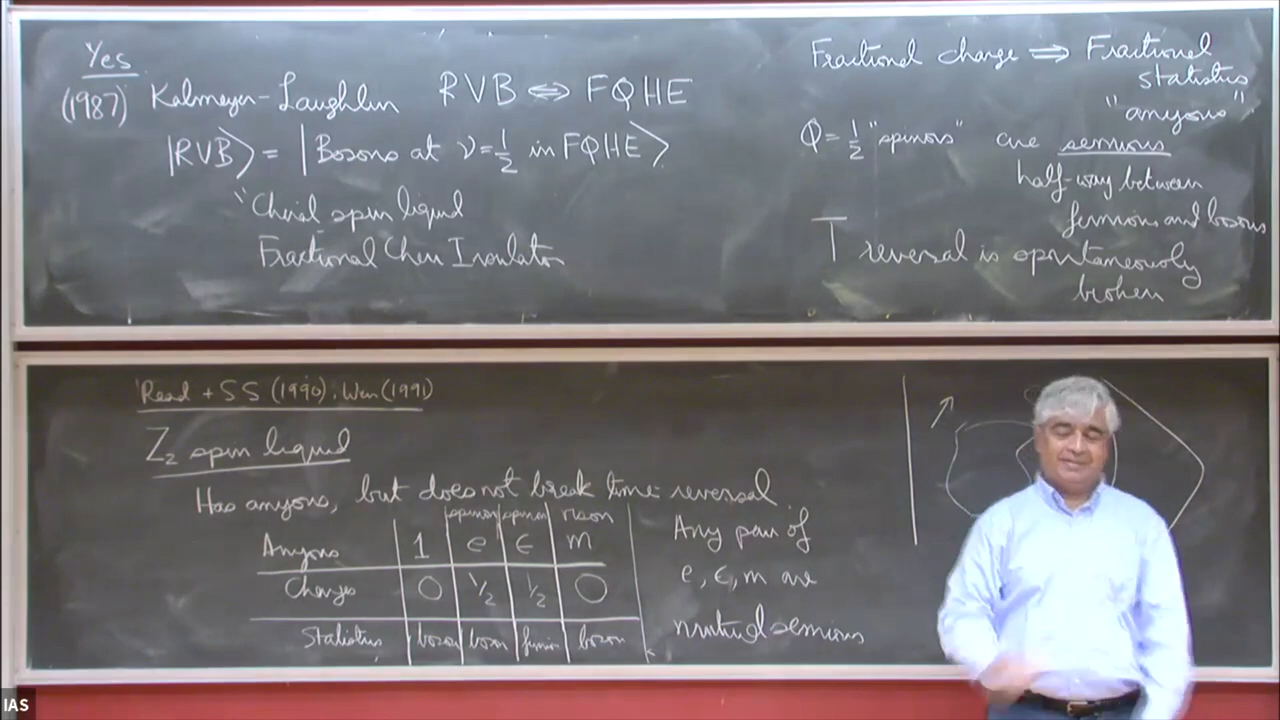 Yes
(1987) Kalmeyer-Laughlin RVB ⟺ FQHE
|RVB⟩ = |Bosons at ν=1/2 in FQHE⟩
"Chiral spin liquid
Fractional Chern Insulator
Fractional charge ⟹ Fractional
statistics
"anyons"
Q=1/2 "spinors" are semions
half-way between
fermions and bosons
T reversal is spontaneously
broken
Read + SS (1990), Wen (1991)
Z₂ spin liquid
Has anyons, but does not break time-reversal
spinon spinon vison
Anyons 1 e ε m
Charges 0 1/2 1/2 0
Statistics boson boson fermion boson
Any pair of
e, ε, m are
mutual semions
IAS